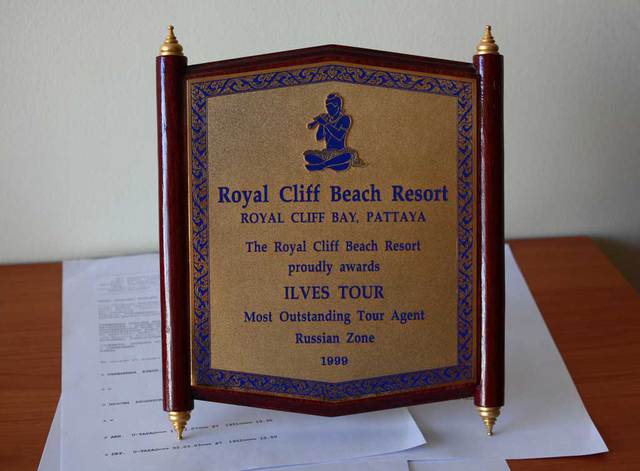 Royal Cliff Beach Resort
ROYAL CLIFF BAY, PATTAYA
The Royal Cliff Beach Resort
proudly awards
ILVES TOUR
Most Outstanding Tour Agent
Russian Zone
1999